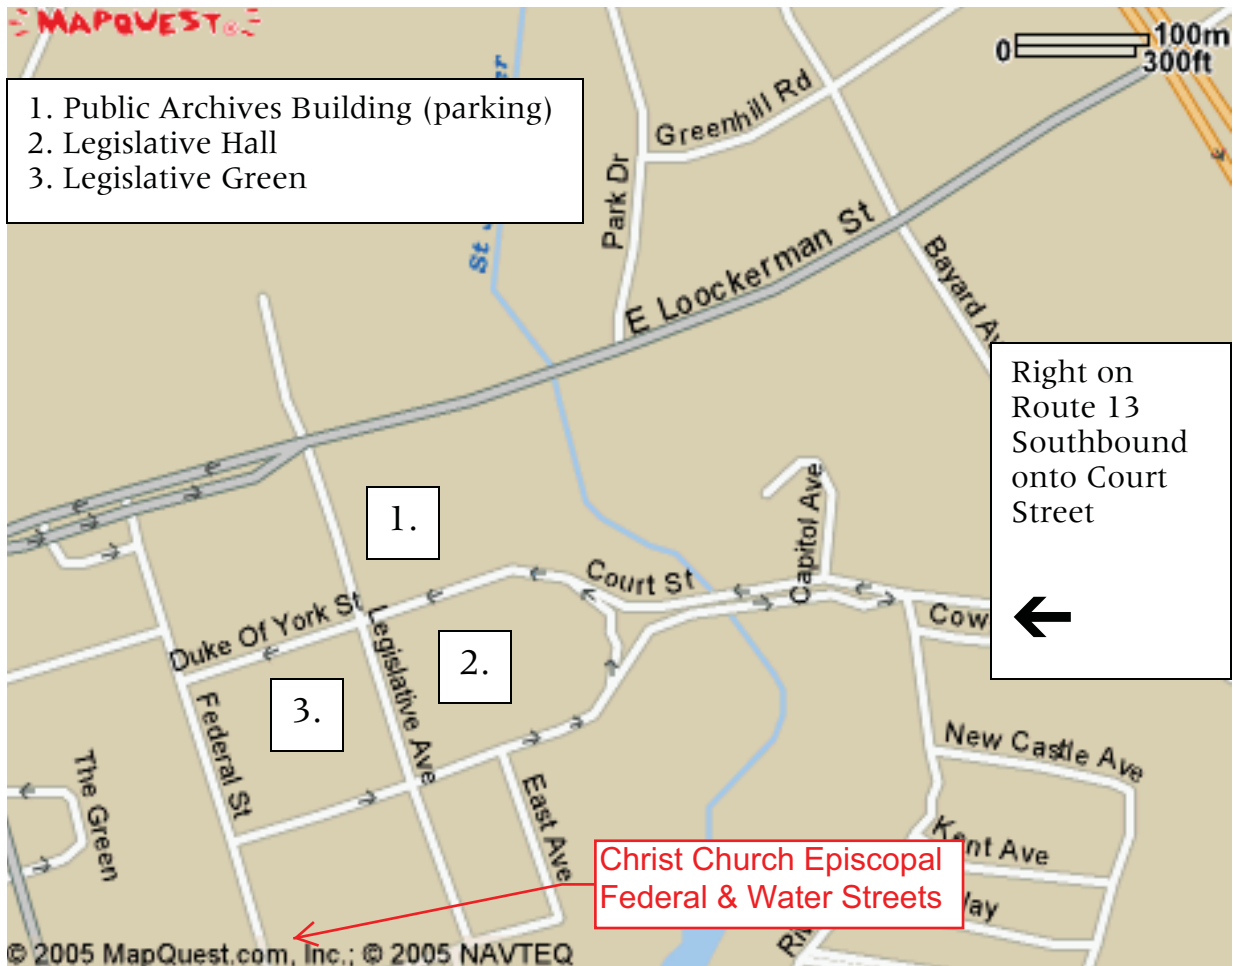 MAPQUEST®
0
100m
300ft
1. Public Archives Building (parking)
2. Legislative Hall
3. Legislative Green
Greenhill Rd
Park Dr
St
E Loockerman St
Bayard Av
Right on
Route 13
Southbound
onto Court
Street
1.
Court St
Capitol Ave
Cow
Duke Of York St
Legislative Ave
2.
3.
Federal St
The Green
East Ave
New Castle Ave
Kent Ave
Christ Church Episcopal
Federal & Water Streets
© 2005 MapQuest.com, Inc.; © 2005 NAVTEQ